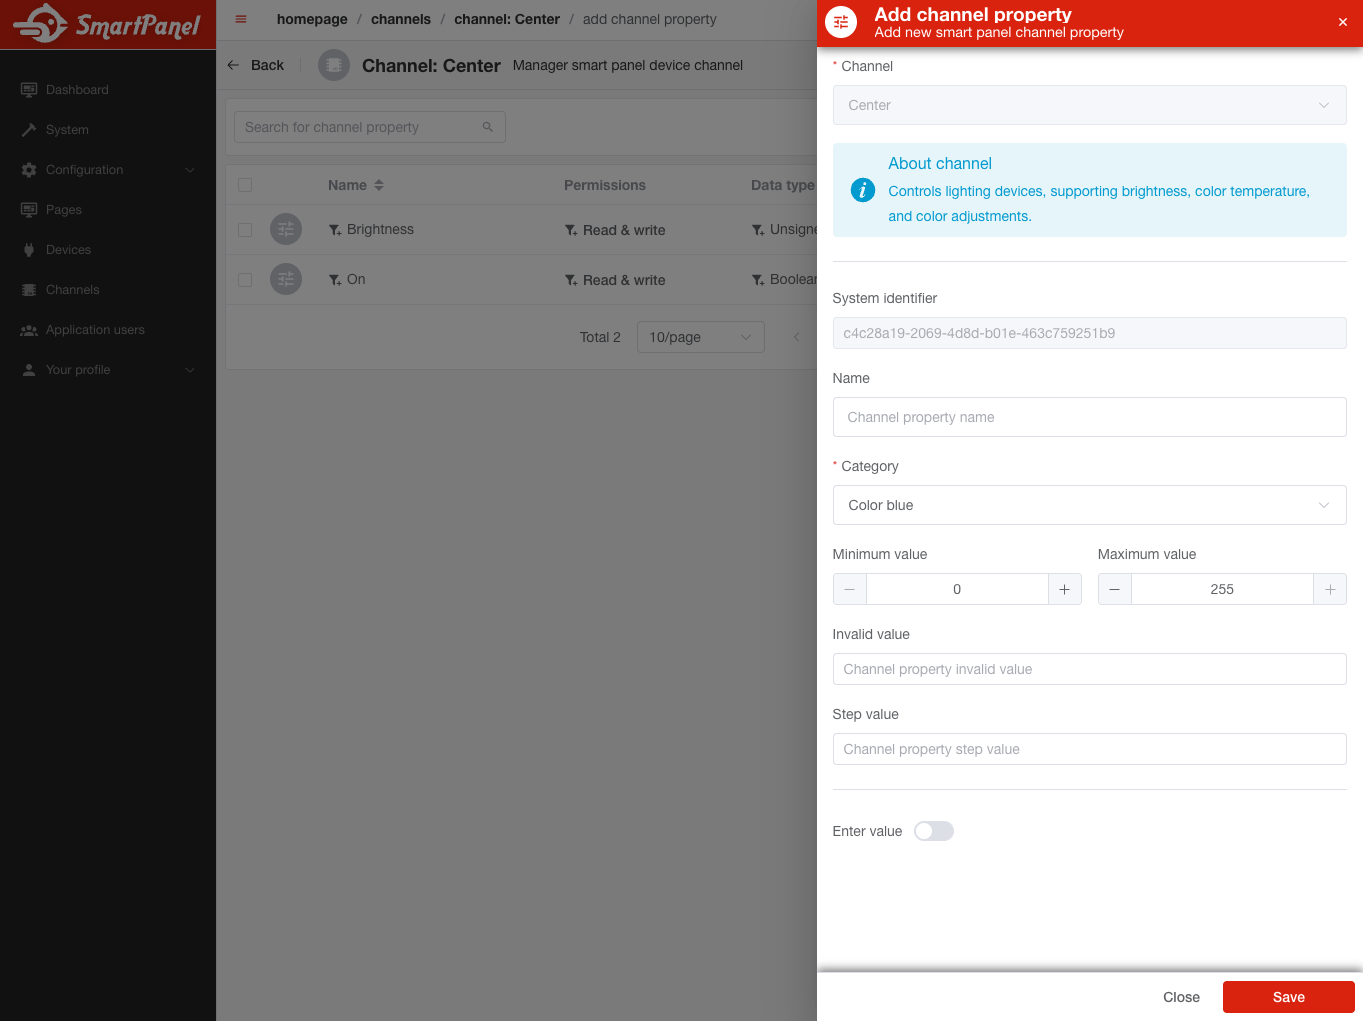 SmartPanel
homepage / channels / channel: Center / add channel property
Back
Channel: Center
Manager smart panel device channel
Dashboard
System
Configuration
Pages
Devices
Channels
Application users
Your profile
Search for channel property
Name
Permissions
Data type
Brightness
Read & write
Unsigne
On
Read & write
Boolean
Total 2
10/page
Add channel property
Add new smart panel channel property
* Channel
Center
About channel
Controls lighting devices, supporting brightness, color temperature,
and color adjustments.
System identifier
c4c28a19-2069-4d8d-b01e-463c759251b9
Name
Channel property name
* Category
Color blue
Minimum value
Maximum value
0
255
Invalid value
Channel property invalid value
Step value
Channel property step value
Enter value
Close
Save